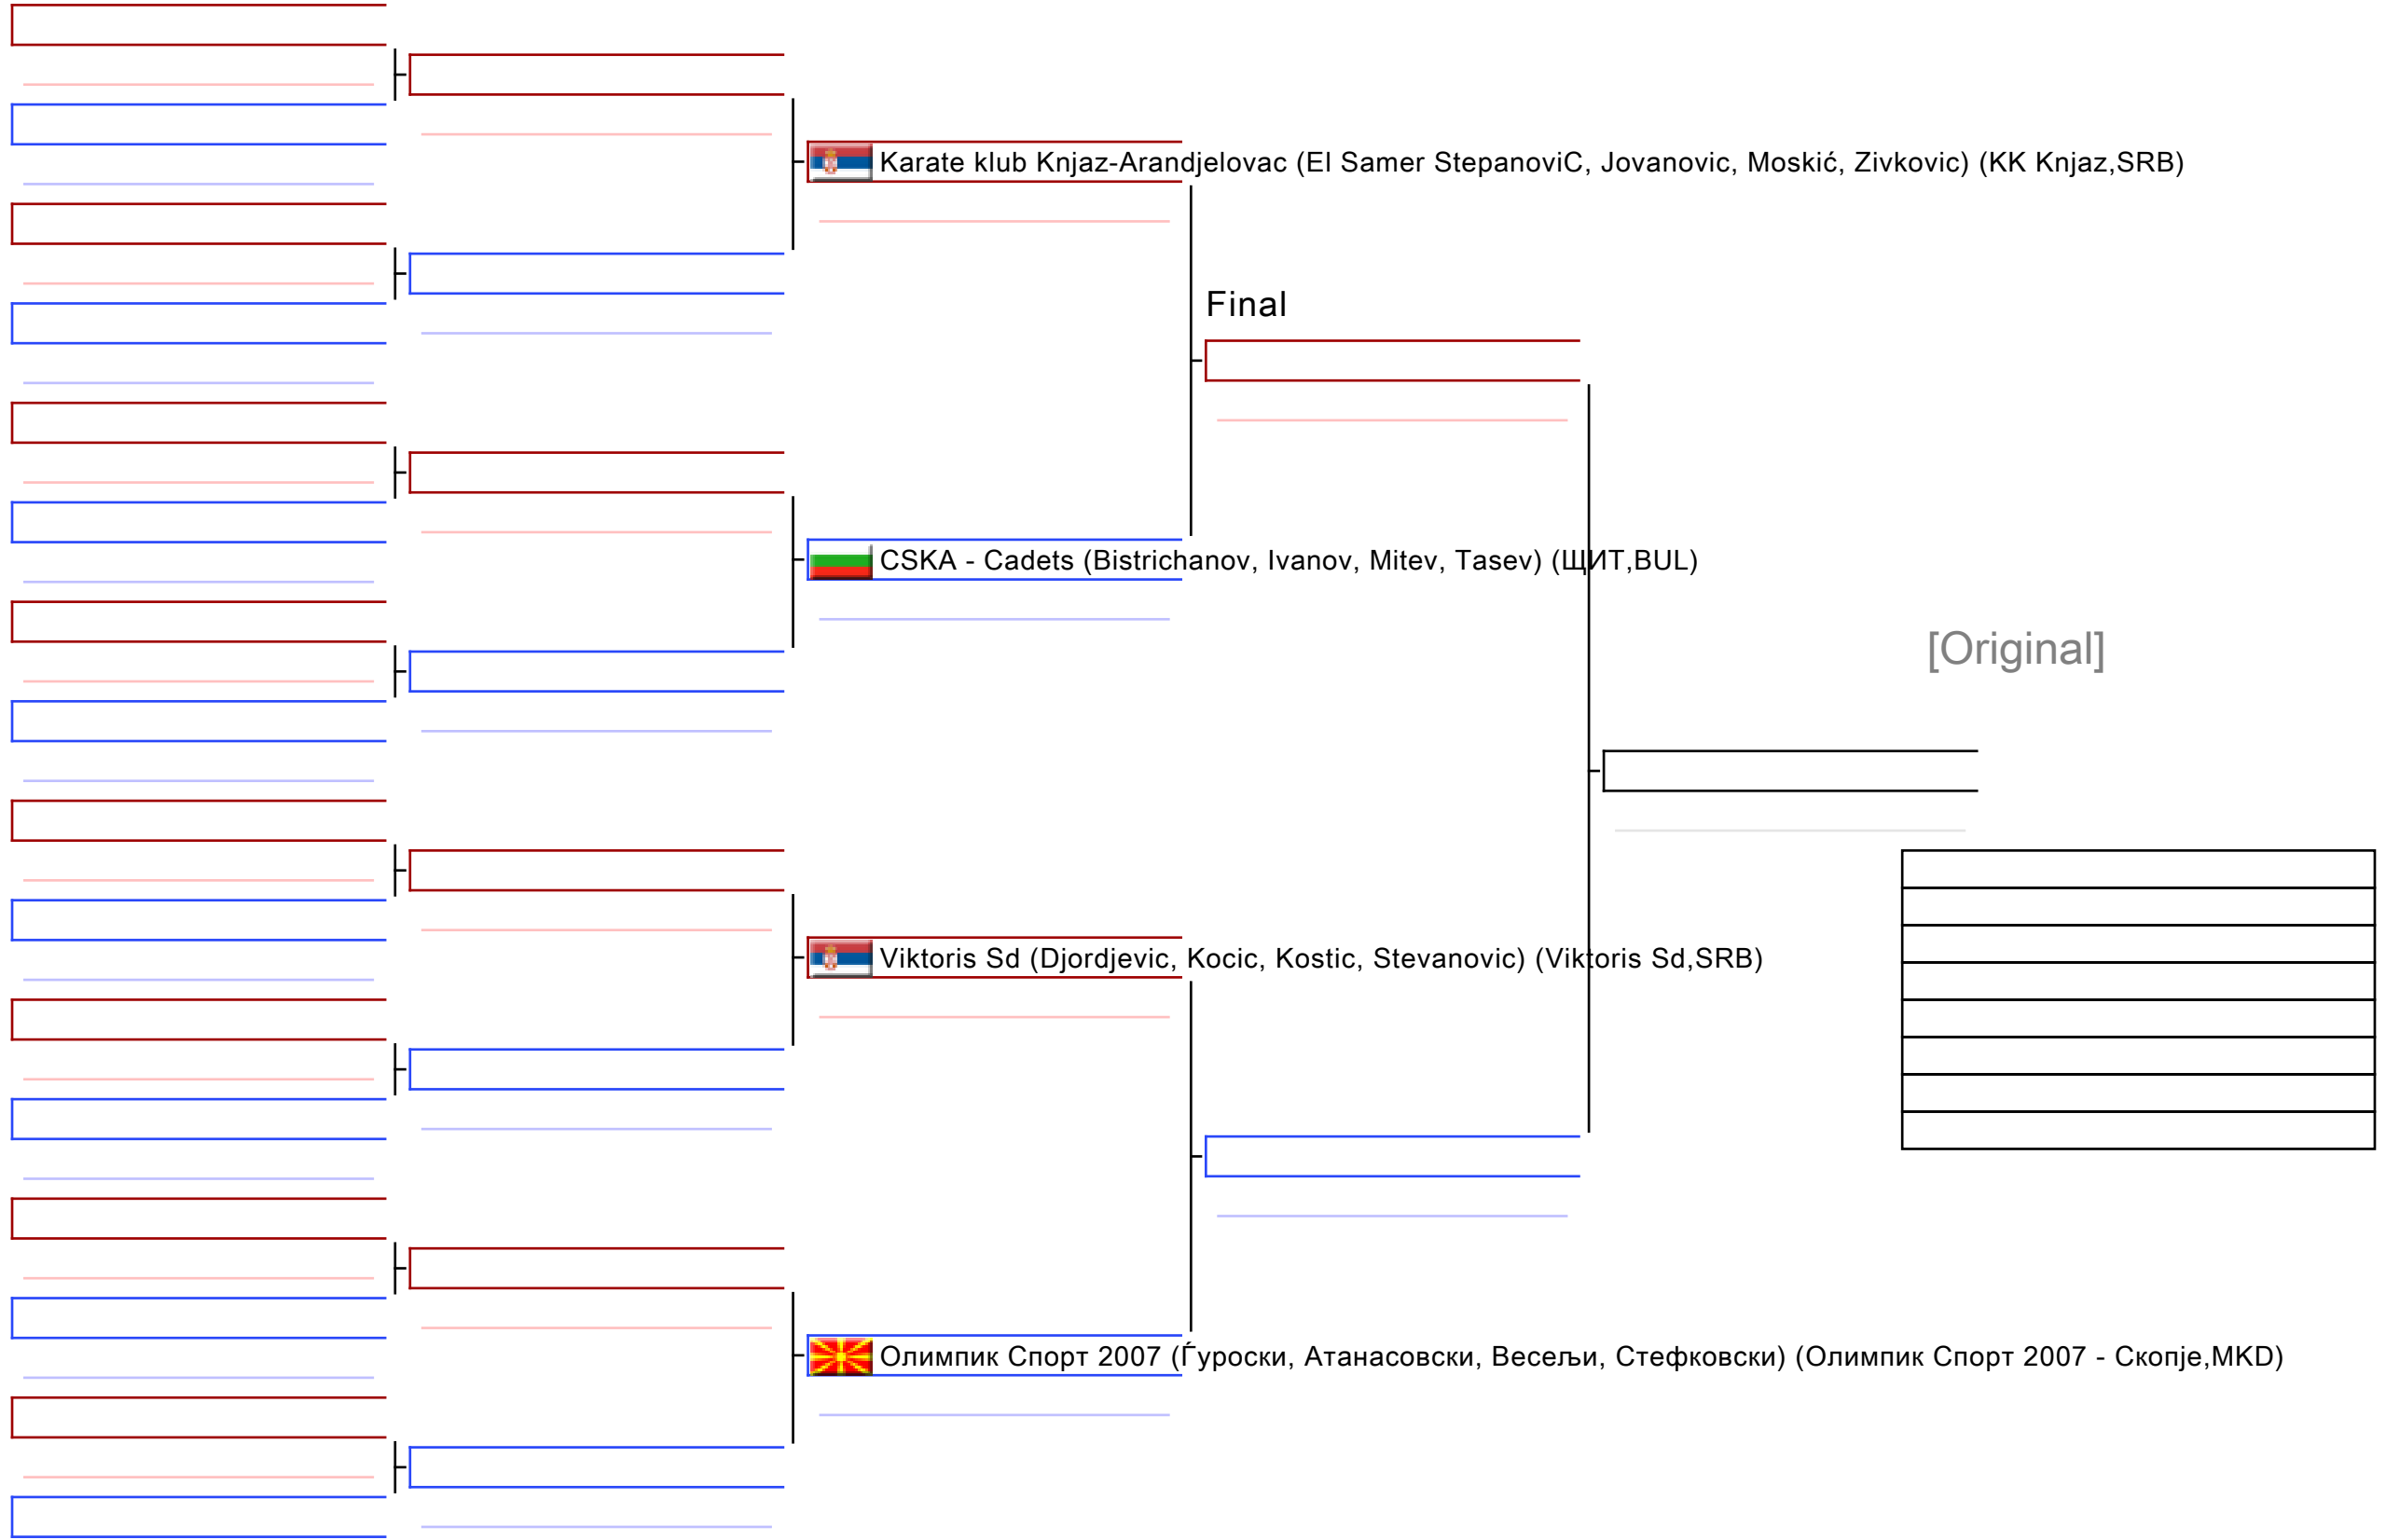 Karate klub Knjaz-Arandjelovac (El Samer StepanoviC, Jovanovic, Moskić, Zivkovic) (KK Knjaz,SRB)
Final
CSKA - Cadets (Bistrichanov, Ivanov, Mitev, Tasev) (ЩИТ,BUL)
[Original]
Viktoris Sd (Djordjevic, Kocic, Kostic, Stevanovic) (Viktoris Sd,SRB)
Олимпик Спорт 2007 (Ѓуроски, Атанасовски, Весељи, Стефковски) (Олимпик Спорт 2007 - Скопје,MKD)